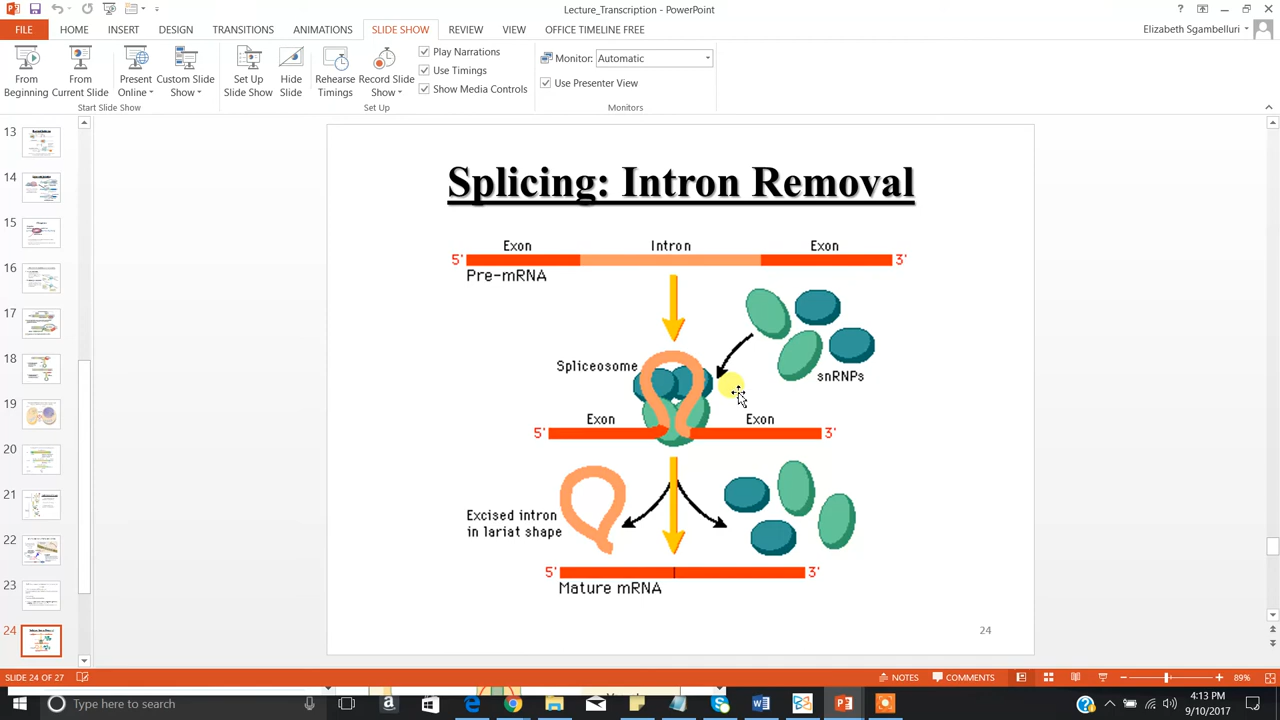 Lecture_Transcription - PowerPoint
Elizabeth Sgambelluri
FILE HOME INSERT DESIGN TRANSITIONS ANIMATIONS SLIDE SHOW REVIEW VIEW OFFICE TIMELINE FREE
From Beginning
From Current Slide
Present Online
Custom Slide Show
Start Slide Show
Set Up Slide Show
Hide Slide
Rehearse Timings
Record Slide Show
Play Narrations
Use Timings
Show Media Controls
Set Up
Monitor: Automatic
Use Presenter View
Monitors
13
14
15
16
17
18
19
20
21
22
23
24
Splicing: Intron Removal
Exon Intron Exon
5' 3'
Pre-mRNA
Spliceosome
snRNPs
Exon Exon
5' 3'
Excised intron
in lariat shape
5' 3'
Mature mRNA
24
SLIDE 24 OF 27
NOTES COMMENTS 89%
Type here to search
4:13 PM
9/10/2017